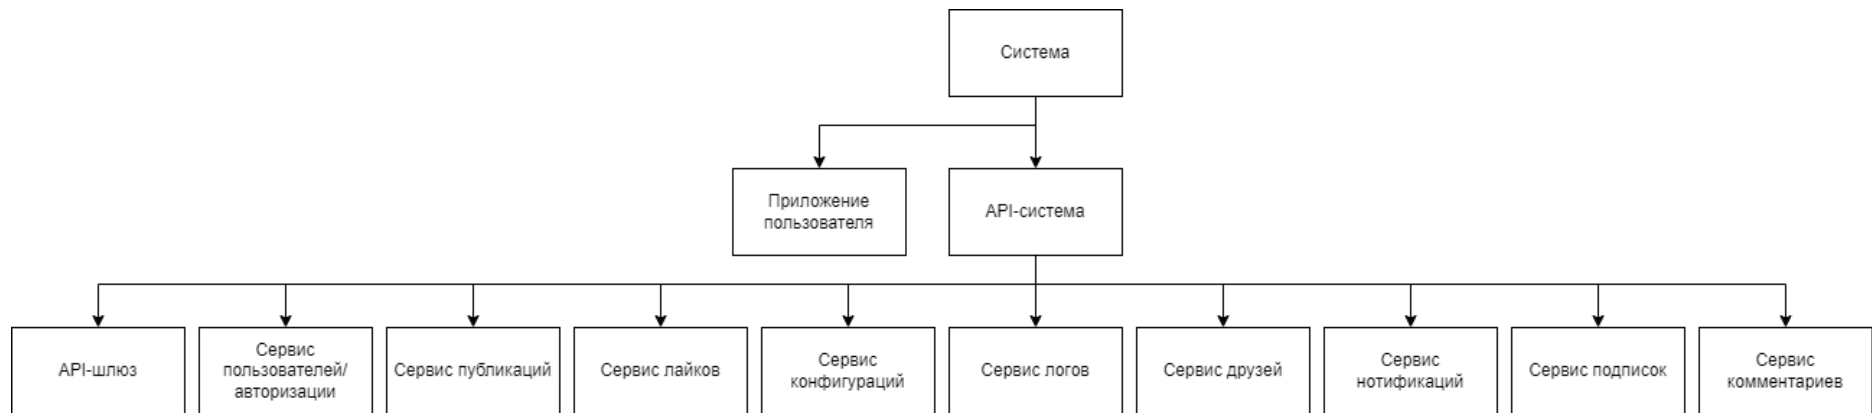 Система
Приложение
пользователя
API-система
API-шлюз
Сервис
пользователей/
авторизации
Сервис публикаций
Сервис лайков
Сервис
конфигураций
Сервис логов
Сервис друзей
Сервис
нотификаций
Сервис подписок
Сервис
комментариев